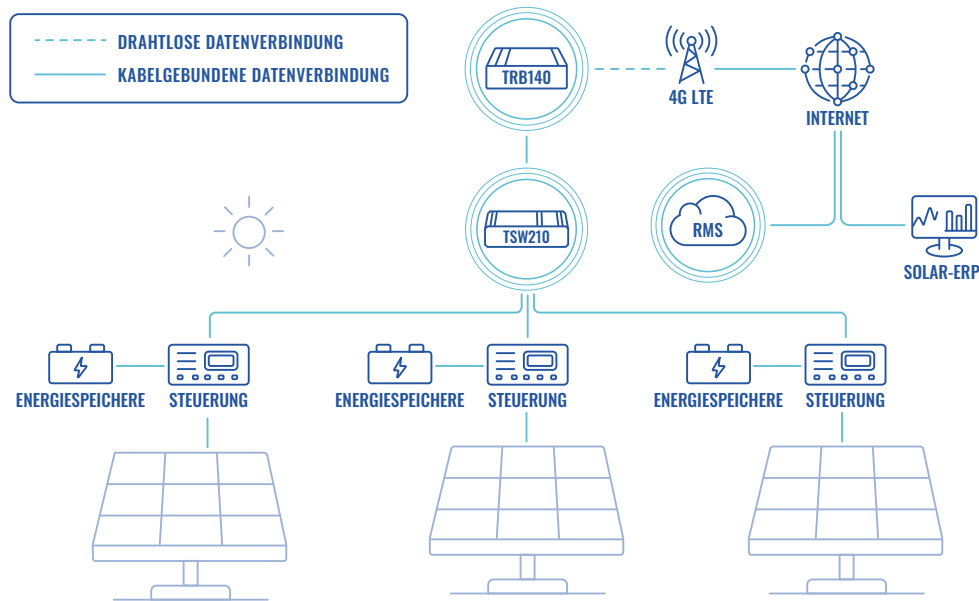 DRAHTLOSE DATENVERBINDUNG
KABELGEBUNDENE DATENVERBINDUNG
TRB140
4G LTE
INTERNET
TSW210
RMS
SOLAR-ERP
ENERGIESPEICHERE
STEUERUNG
ENERGIESPEICHERE
STEUERUNG
ENERGIESPEICHERE
STEUERUNG